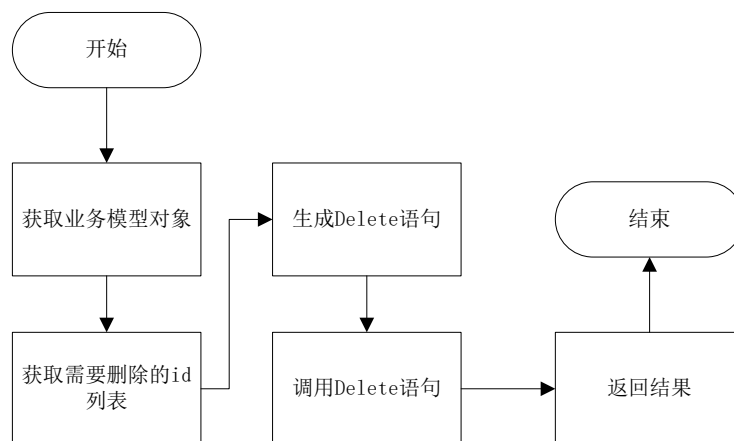 开始
获取业务模型对象
获取需要删除的id
列表
生成Delete语句
调用Delete语句
返回结果
结束